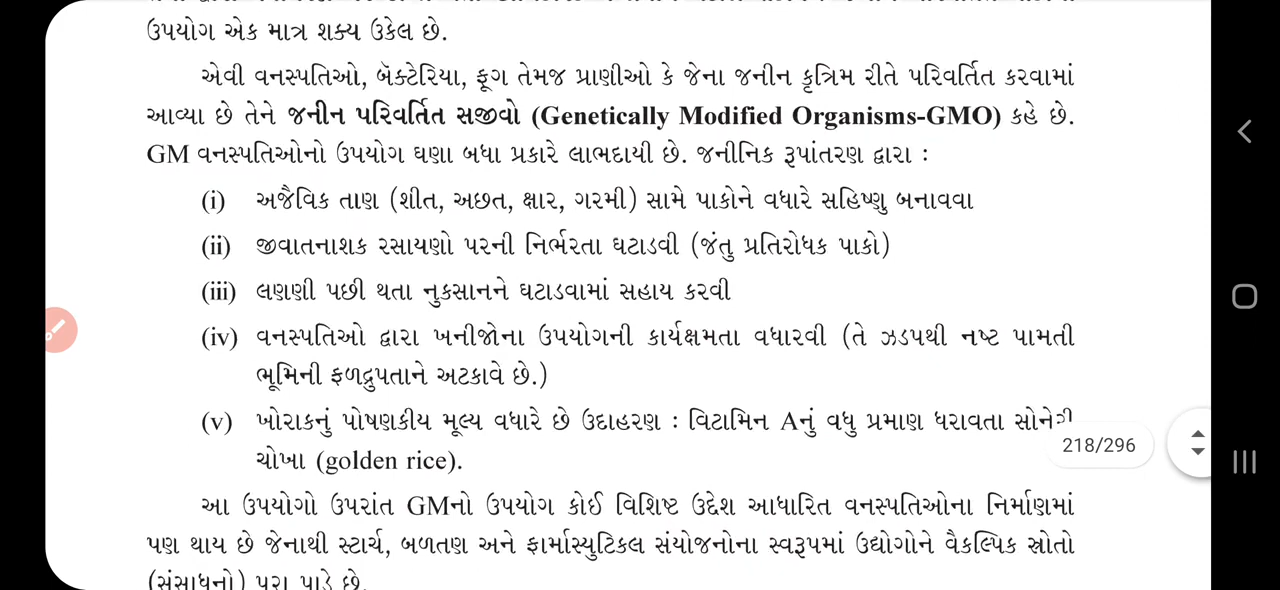 ઉપયોગ એક માત્ર શક્ય ઉકેલ છે.
એવી વનસ્પતિઓ, બૅક્ટેરિયા, ફૂગ તેમજ પ્રાણીઓ કે જેના જનીન કૃત્રિમ રીતે પરિવર્તિત કરવામાં
આવ્યા છે તેને જનીન પરિવર્તિત સજીવો (Genetically Modified Organisms-GMO) કહે છે.
GM વનસ્પતિઓનો ઉપયોગ ઘણા બધા પ્રકારે લાભદાયી છે. જનીનિક રૂપાંતરણ દ્વારા :
(i) અજૈવિક તાણ (શીત, અછત, ક્ષાર, ગરમી) સામે પાકોને વધારે સહિષ્ણુ બનાવવા
(ii) જીવાતનાશક રસાયણો પરની નિર્ભરતા ઘટાડવી (જંતુ પ્રતિરોધક પાકો)
(iii) લણણી પછી થતા નુકસાનને ઘટાડવામાં સહાય કરવી
(iv) વનસ્પતિઓ દ્વારા ખનીજોના ઉપયોગની કાર્યક્ષમતા વધારવી (તે ઝડપથી નષ્ટ પામતી
ભૂમિની ફળદ્રુપતાને અટકાવે છે.)
(v) ખોરાકનું પોષણકીય મૂલ્ય વધારે છે ઉદાહરણ : વિટામિન Aનું વધુ પ્રમાણ ધરાવતા સોનેરી
218/296
ચોખા (golden rice).
આ ઉપયોગો ઉપરાંત GMનો ઉપયોગ કોઈ વિશિષ્ટ ઉદ્દેશ આધારિત વનસ્પતિઓના નિર્માણમાં
પણ થાય છે જેનાથી સ્ટાર્ચ, બળતણ અને ફાર્માસ્યુટિકલ સંયોજનોના સ્વરૂપમાં ઉદ્યોગોને વૈકલ્પિક સ્રોતો
(સંસાધનો) પૂરા પાડે છે.